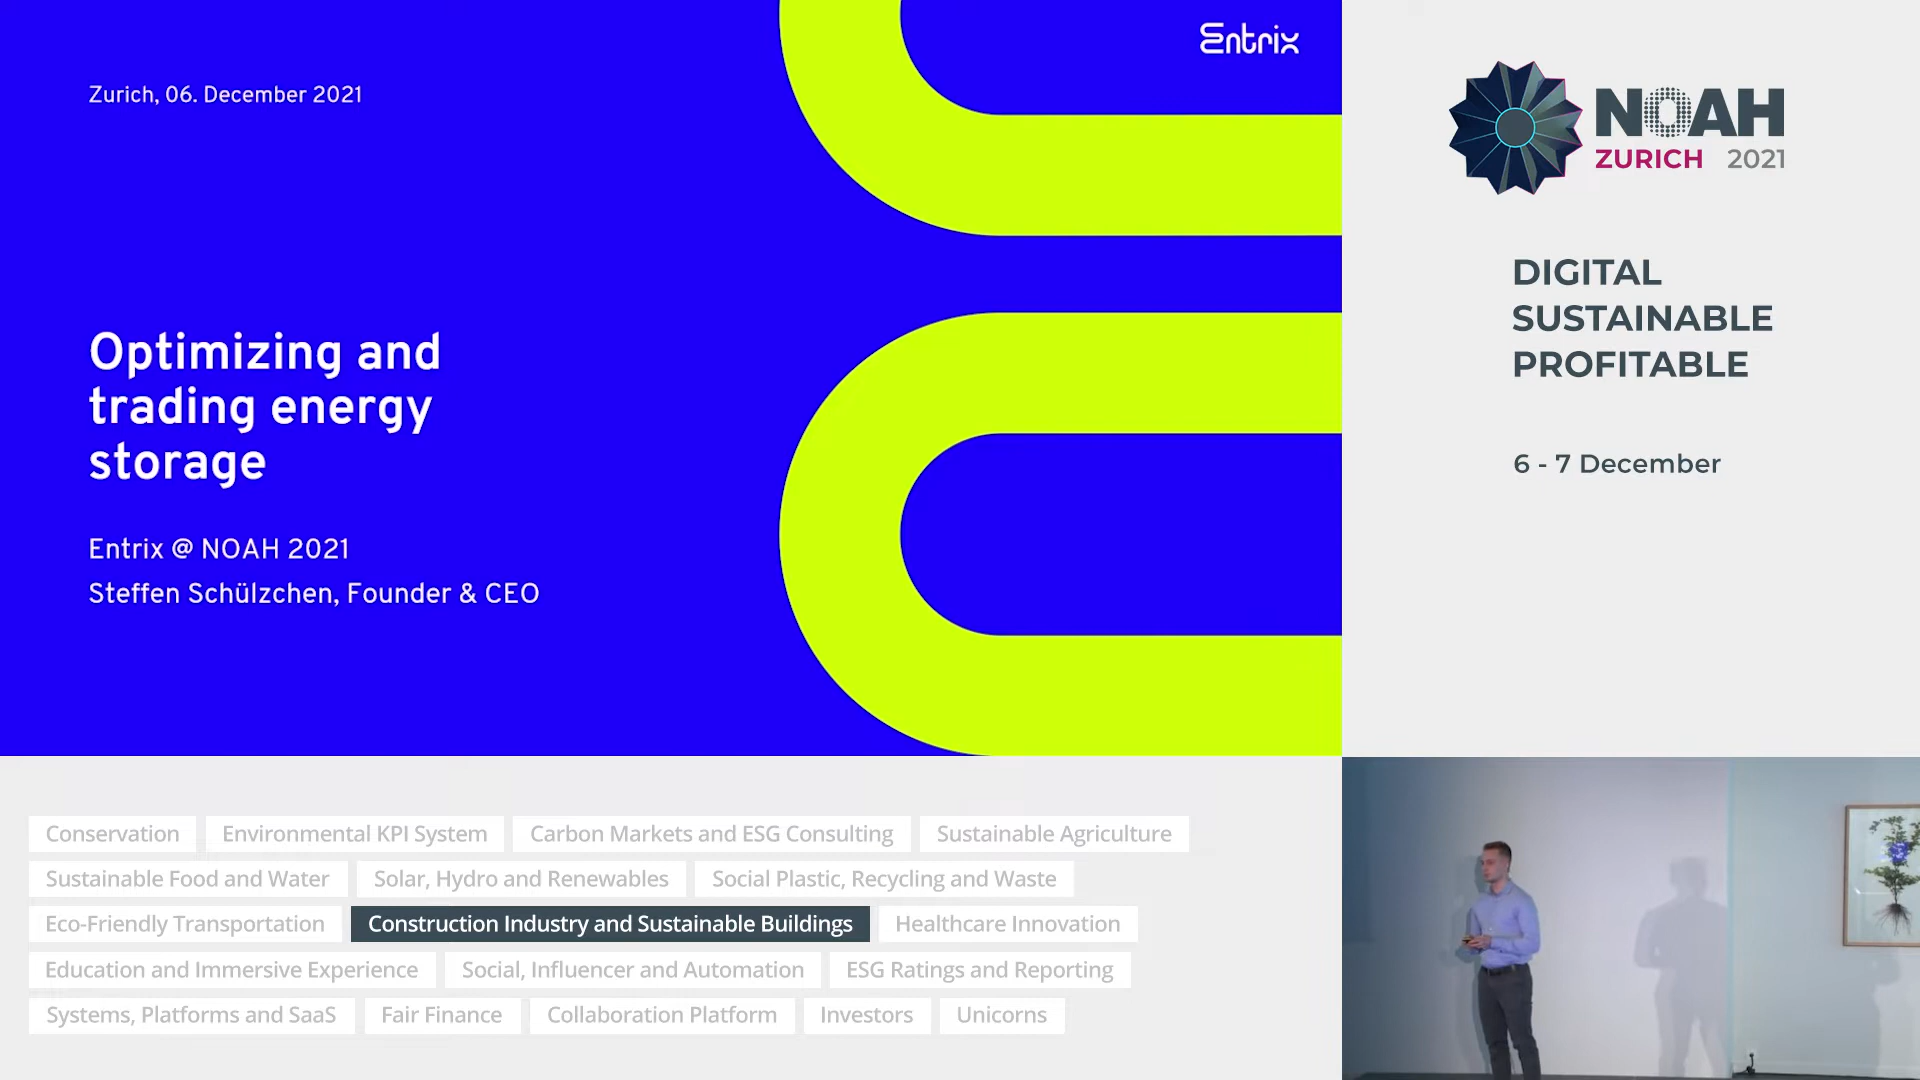 Entrix
Zurich, 06. December 2021
Optimizing and
trading energy
storage
Entrix @ NOAH 2021
Steffen Schülzchen, Founder & CEO
NOAH
ZURICH 2021
DIGITAL
SUSTAINABLE
PROFITABLE
6 - 7 December
Conservation Environmental KPI System Carbon Markets and ESG Consulting Sustainable Agriculture
Sustainable Food and Water Solar, Hydro and Renewables Social Plastic, Recycling and Waste
Eco-Friendly Transportation Construction Industry and Sustainable Buildings Healthcare Innovation
Education and Immersive Experience Social, Influencer and Automation ESG Ratings and Reporting
Systems, Platforms and SaaS Fair Finance Collaboration Platform Investors Unicorns